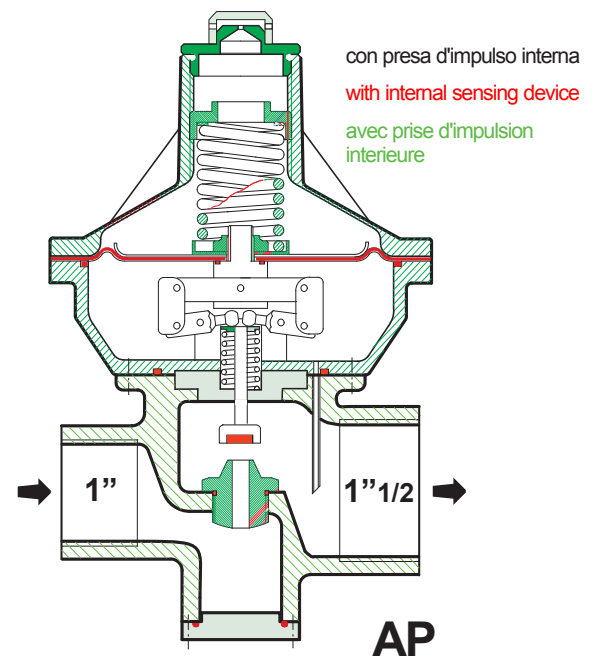 con presa d'impulso interna
with internal sensing device
avec prise d'impulsion
interieure
1”
1”1/2
AP